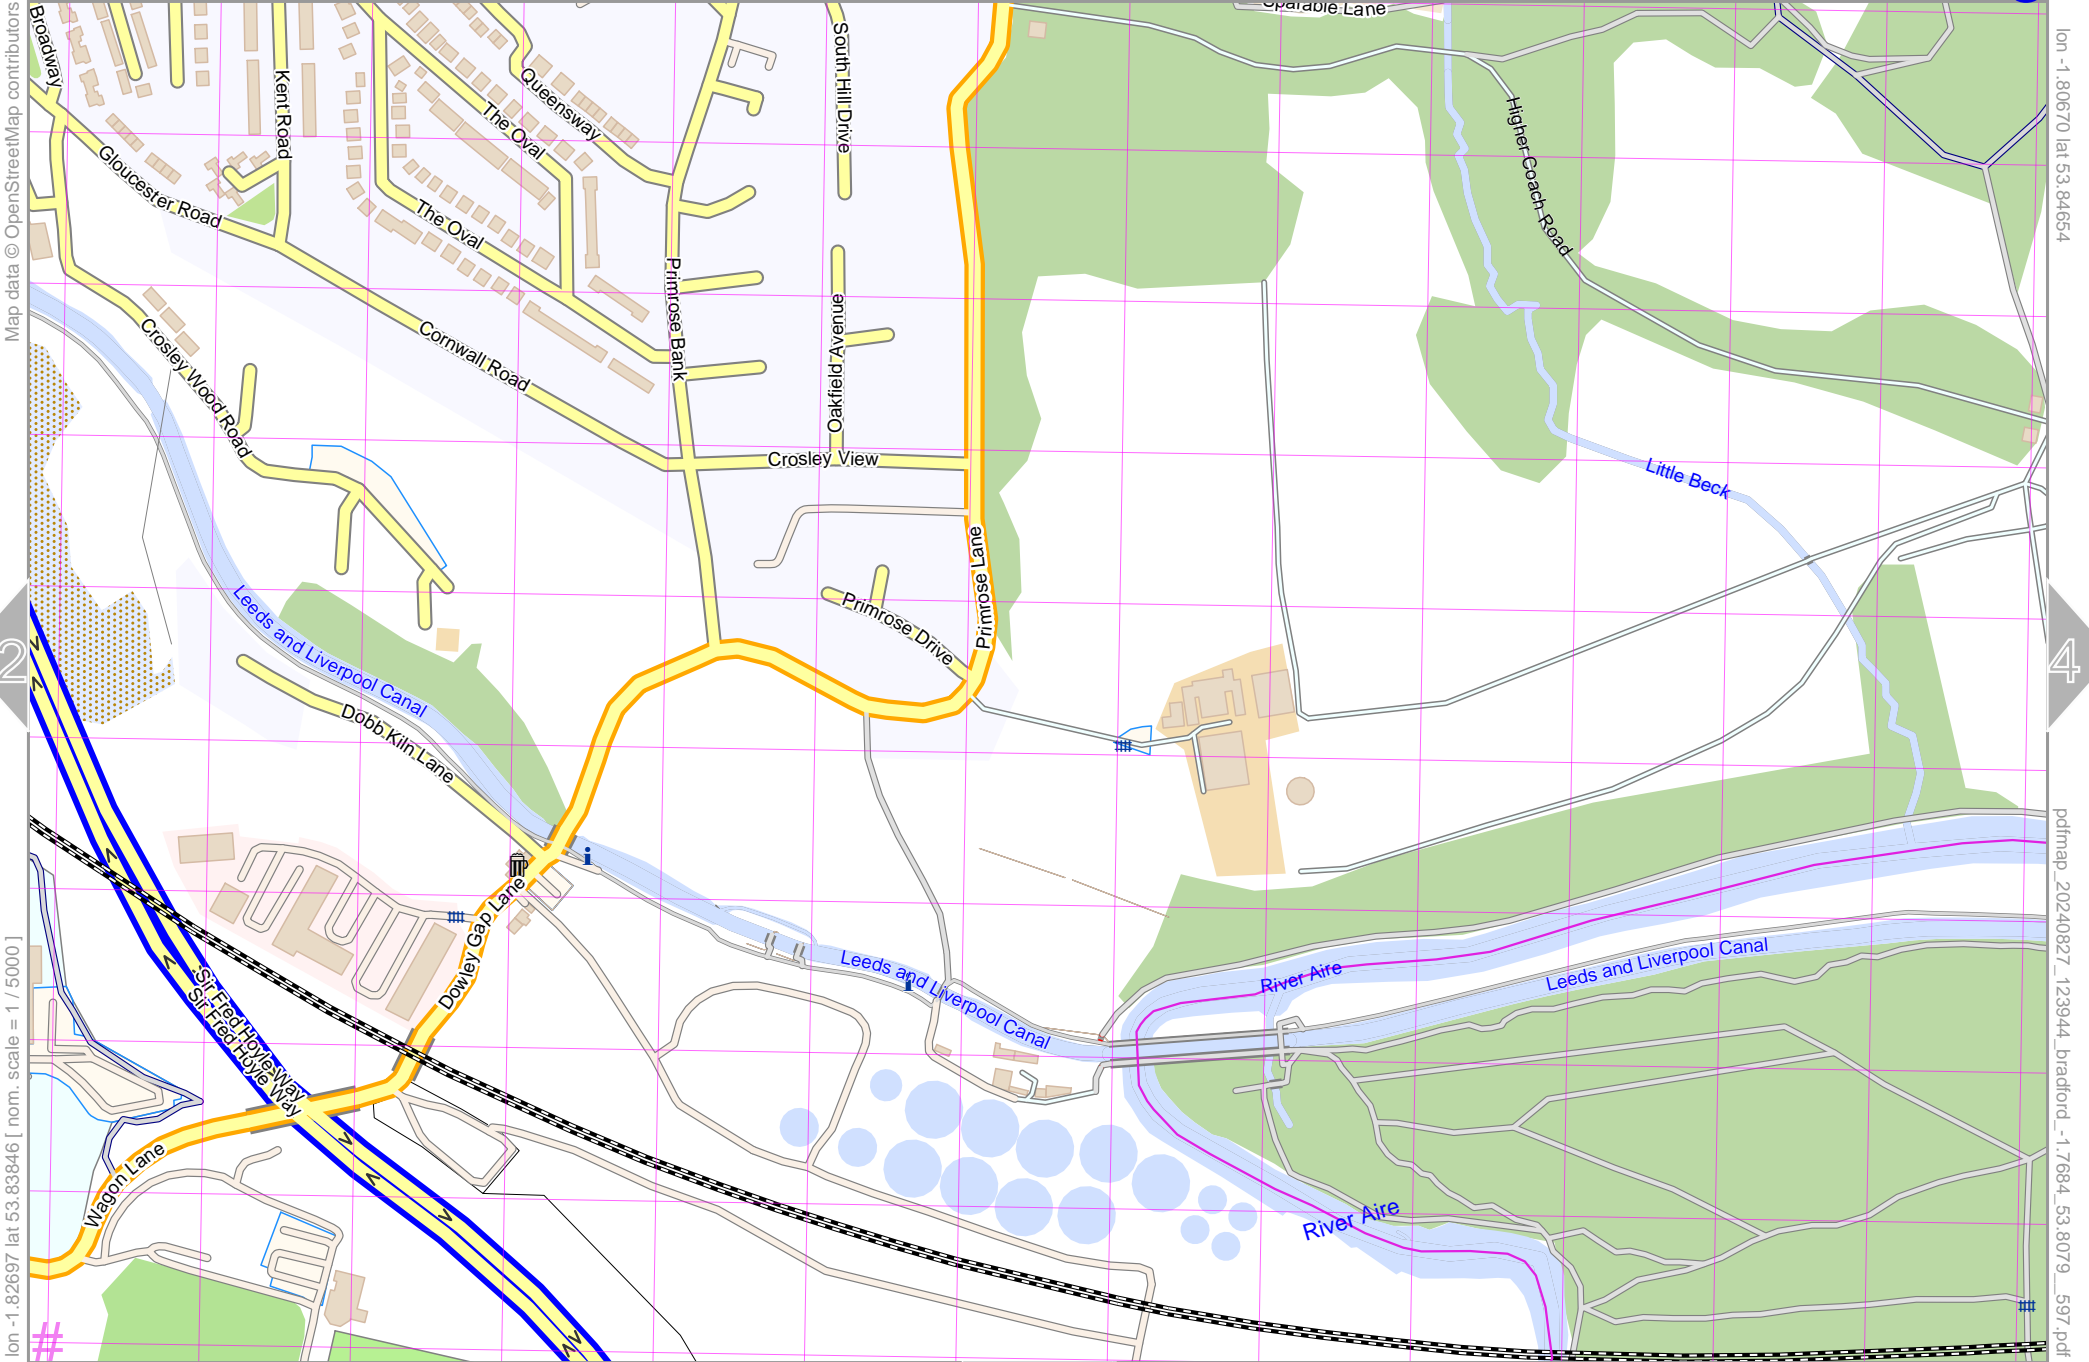 Sparable Lane
Broadway
Kent Road
Queensway
The Oval
South Hill Drive
Higher Coach Road
Gloucester Road
The Oval
Primrose Bank
Oakfield Avenue
Crosley Wood Road
Cornwall Road
Crosley View
Little Beck
Primrose Lane
Primrose Drive
Leeds and Liverpool Canal
Dobb Kiln Lane
Dowley Gap Lane
Leeds and Liverpool Canal
River Aire
Leeds and Liverpool Canal
Sir Fred Hoyle Way
Sir Fred Hoyle Way
Wagon Lane
River Aire
2
4
#
Map data © OpenStreetMap contributors
lon -1.82697 lat 53.83846 [ nom. scale = 1 / 5000 ]
lon -1.80670 lat 53.84654
pdfmap_20240827_123944_bradford_-1.7684_53.8079__597.pdf